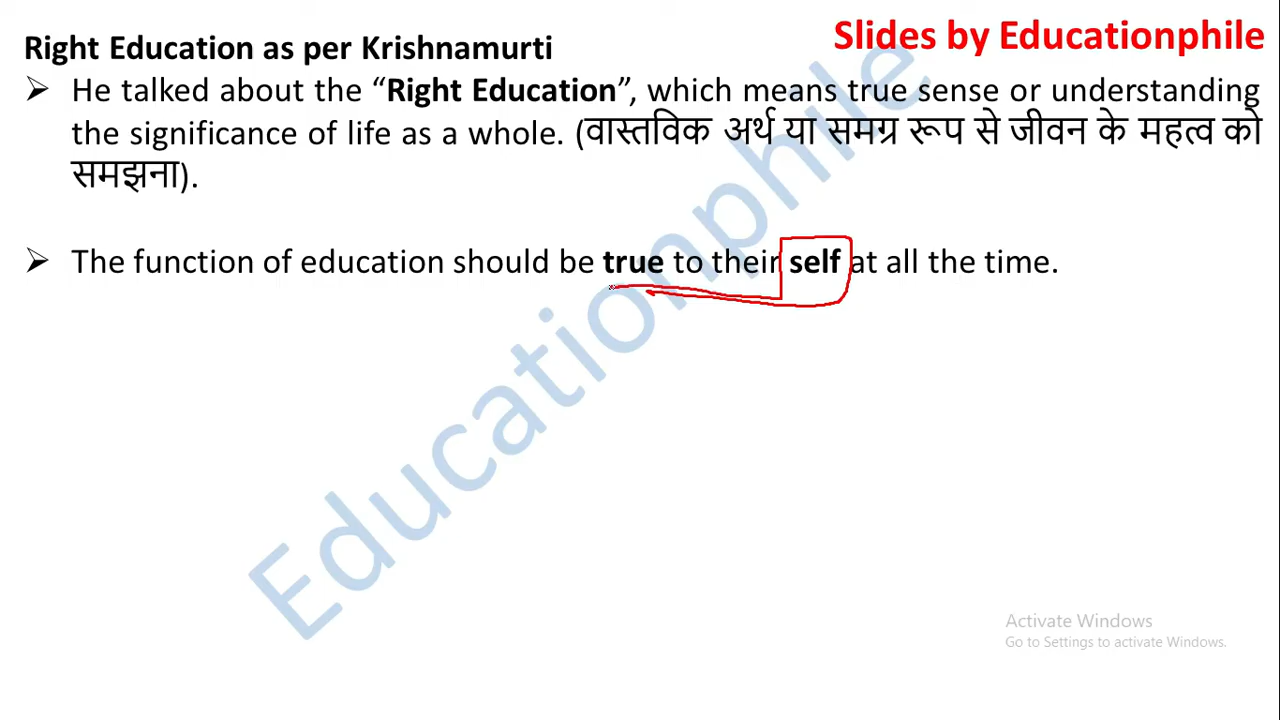 Slides by Educationphile
Right Education as per Krishnamurti
➢ He talked about the “Right Education”, which means true sense or understanding
the significance of life as a whole. (वास्तविक अर्थ या समग्र रूप से जीवन के महत्व को
समझना).
➢ The function of education should be true to their self at all the time.
Educationphile
Activate Windows
Go to Settings to activate Windows.